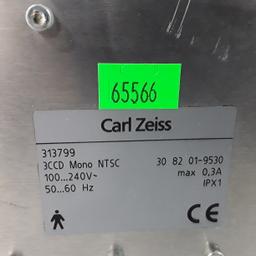 65566
Carl Zeiss
313799
3CCD Mono NTSC 30 82 01-9530
100...240V~ max 0,3A
50...60 Hz IPX1
CE